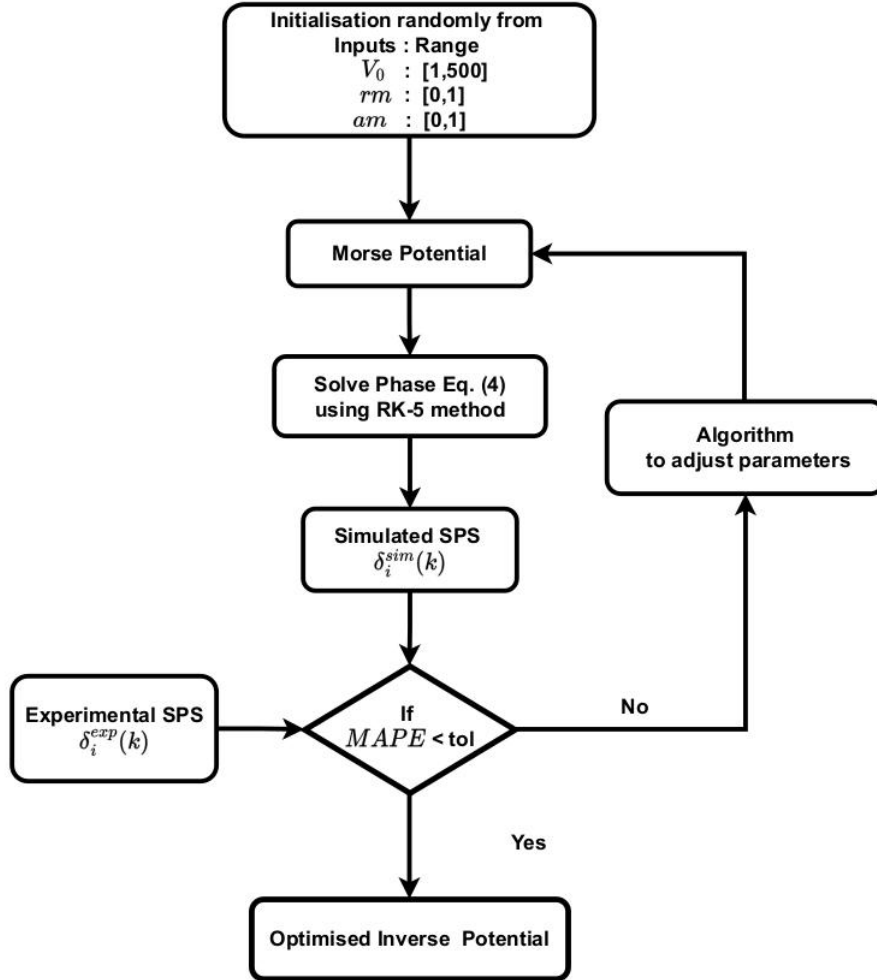 Initialisation randomly from
Inputs : Range
V₀ : [1,500]
rm : [0,1]
am : [0,1]
Morse Potential
Solve Phase Eq. (4)
using RK-5 method
Algorithm
to adjust parameters
Simulated SPS
δᵢˢⁱᵐ(k)
Experimental SPS
δᵢᵉˣᵖ(k)
If
MAPE < tol
No
Yes
Optimised Inverse Potential